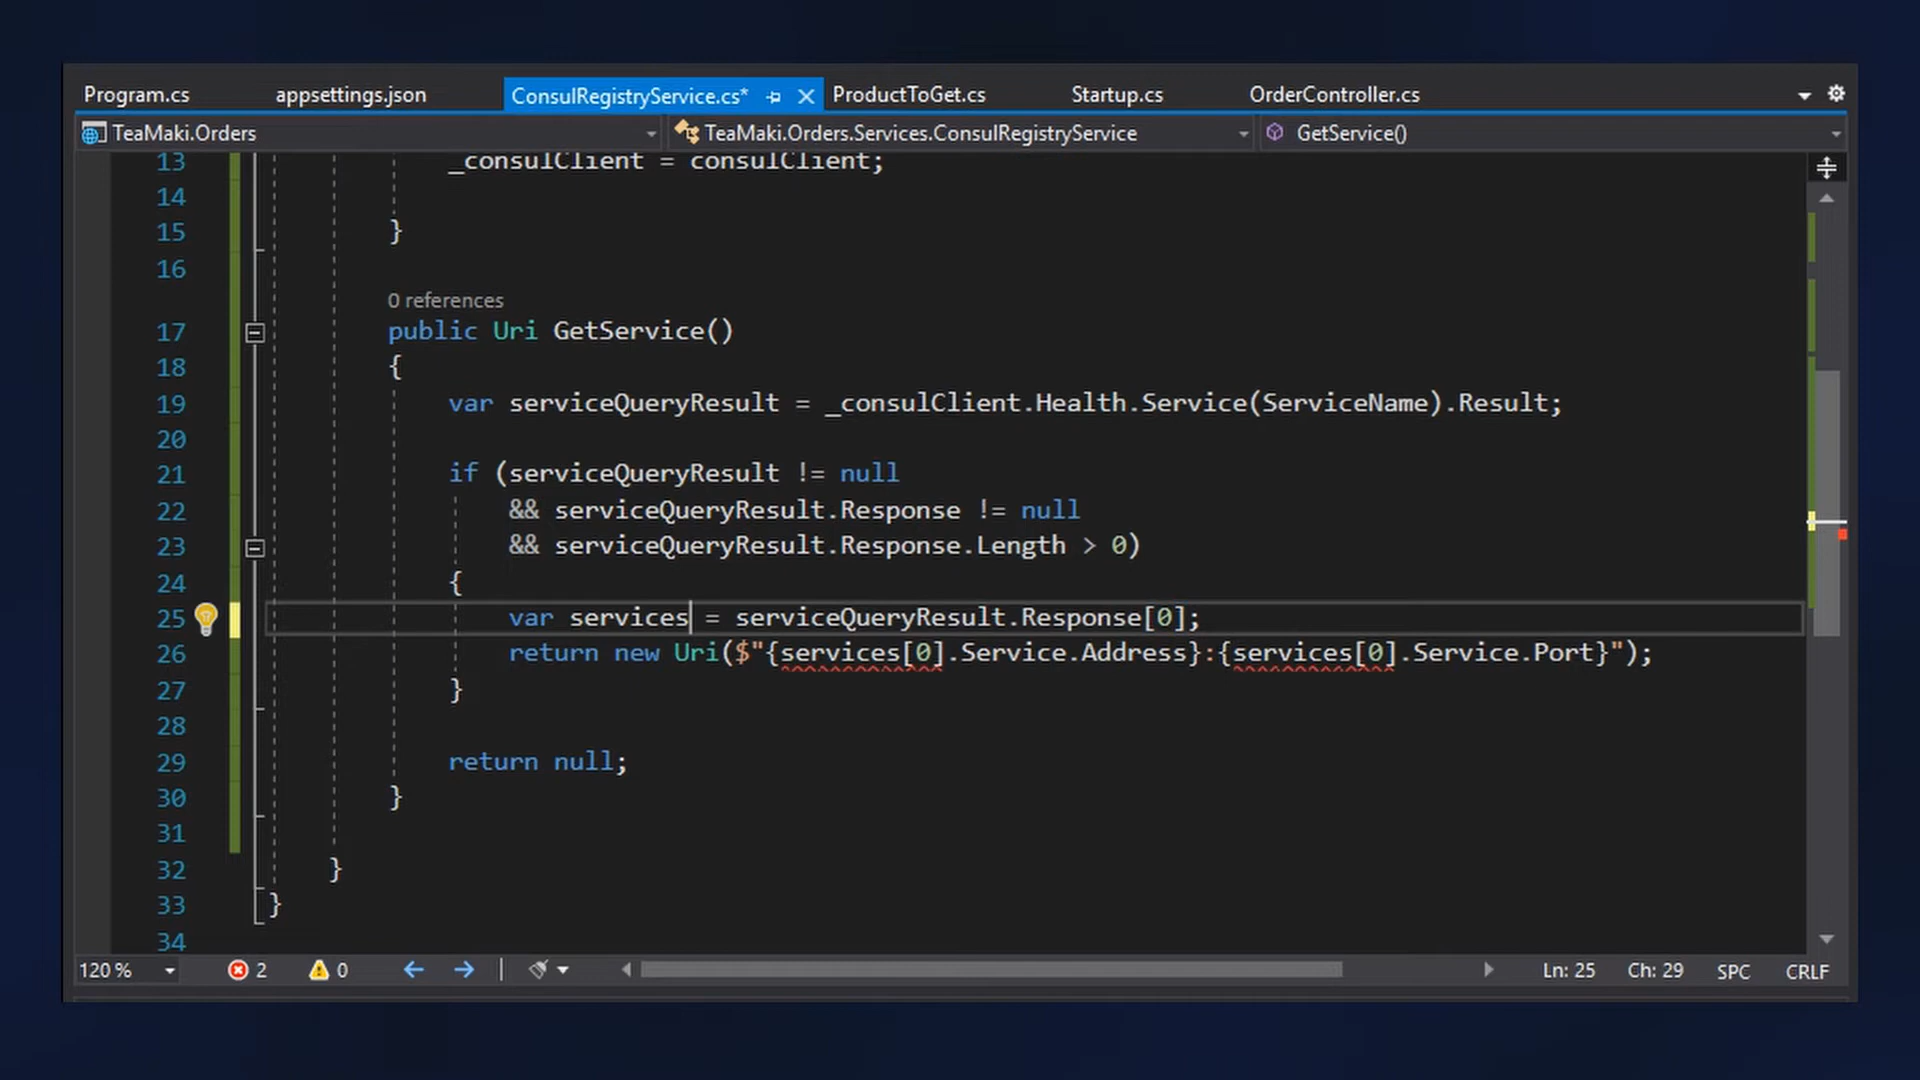 Program.cs appsettings.json ConsulRegistryService.cs* ProductToGet.cs Startup.cs OrderController.cs
TeaMaki.Orders TeaMaki.Orders.Services.ConsulRegistryService GetService()
13 _consulClient = consulClient;
14
15 }
16
0 references
17 public Uri GetService()
18 {
19 var serviceQueryResult = _consulClient.Health.Service(ServiceName).Result;
20
21 if (serviceQueryResult != null
22 && serviceQueryResult.Response != null
23 && serviceQueryResult.Response.Length > 0)
24 {
25 var services = serviceQueryResult.Response[0];
26 return new Uri($"{services[0].Service.Address}:{services[0].Service.Port}");
27 }
28
29 return null;
30 }
31
32 }
33 }
34
120 % 2 0 Ln: 25 Ch: 29 SPC CRLF